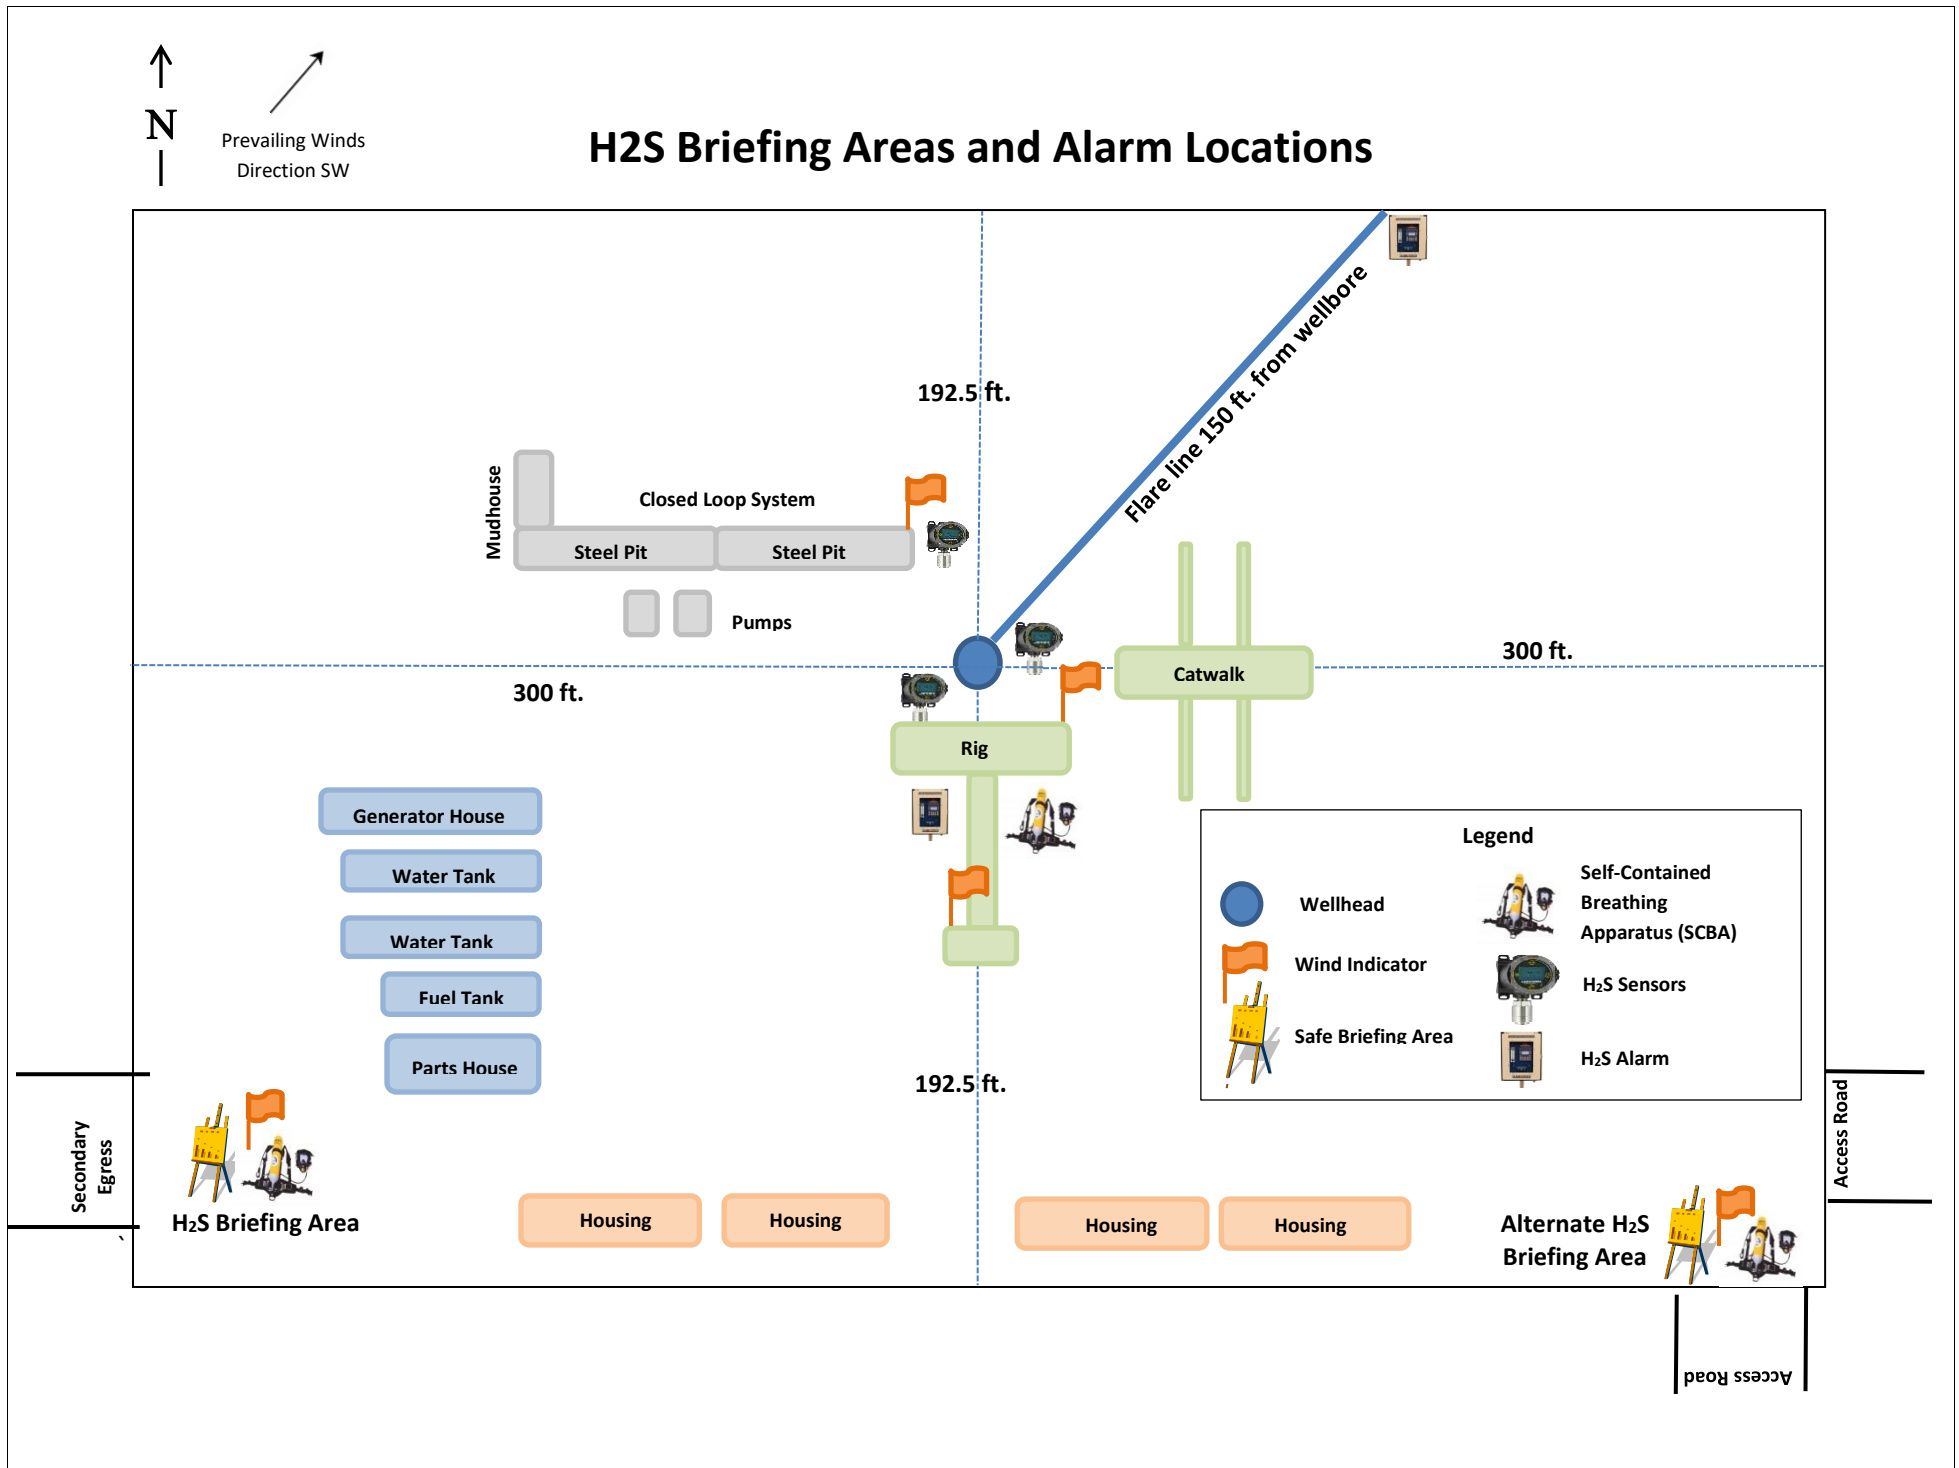 N
Prevailing Winds
Direction SW
H2S Briefing Areas and Alarm Locations
Flare line 150 ft. from wellbore
192.5 ft.
Mudhouse
Closed Loop System
Steel Pit
Steel Pit
Pumps
300 ft.
Catwalk
300 ft.
Rig
Generator House
Water Tank
Water Tank
Fuel Tank
Parts House
192.5 ft.
Legend
Wellhead
Self-Contained
Breathing
Apparatus (SCBA)
Wind Indicator
H2S Sensors
Safe Briefing Area
H2S Alarm
Secondary
Egress
`
H2S Briefing Area
Housing
Housing
Housing
Housing
Alternate H2S
Briefing Area
Access Road
Access Road